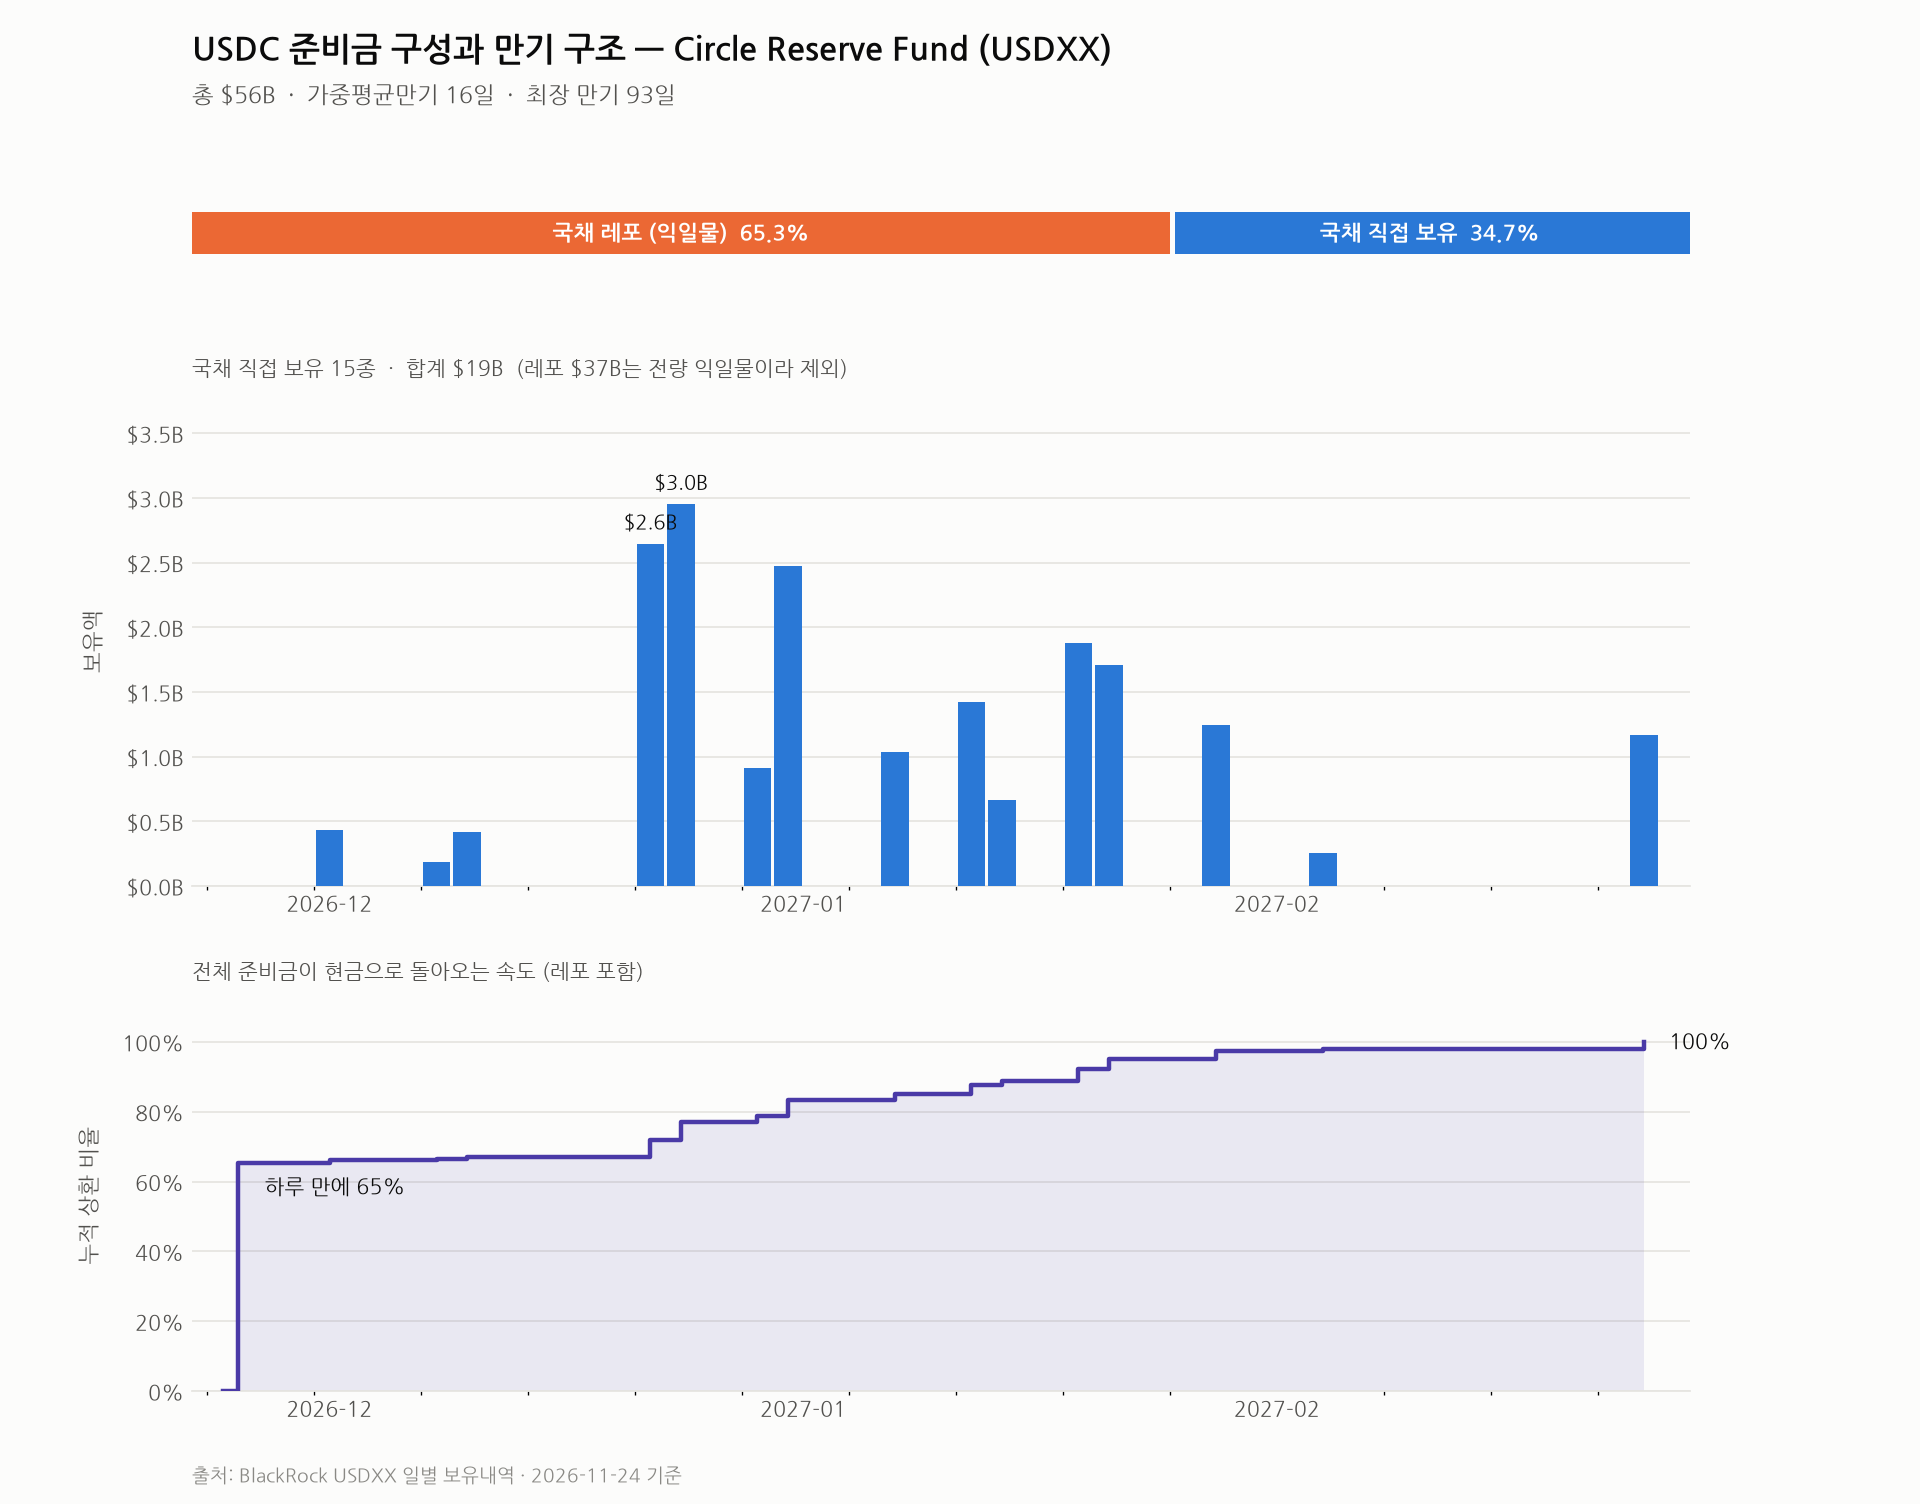 USDC 준비금 구성과 만기 구조 — Circle Reserve Fund (USDXX)
총 $56B · 가중평균만기 16일 · 최장 만기 93일
국채 레포 (익일물) 65.3%
국채 직접 보유 34.7%
국채 직접 보유 15종 · 합계 $19B (레포 $37B는 전량 익일물이라 제외)
보유액
$3.5B
$3.0B
$2.5B
$2.0B
$1.5B
$1.0B
$0.5B
$0.0B
$3.0B
$2.6B
2026-12
2027-01
2027-02
전체 준비금이 현금으로 돌아오는 속도 (레포 포함)
누적 상환 비율
100%
80%
60%
40%
20%
0%
하루 만에 65%
100%
2026-12
2027-01
2027-02
출처: BlackRock USDXX 일별 보유내역 · 2026-11-24 기준